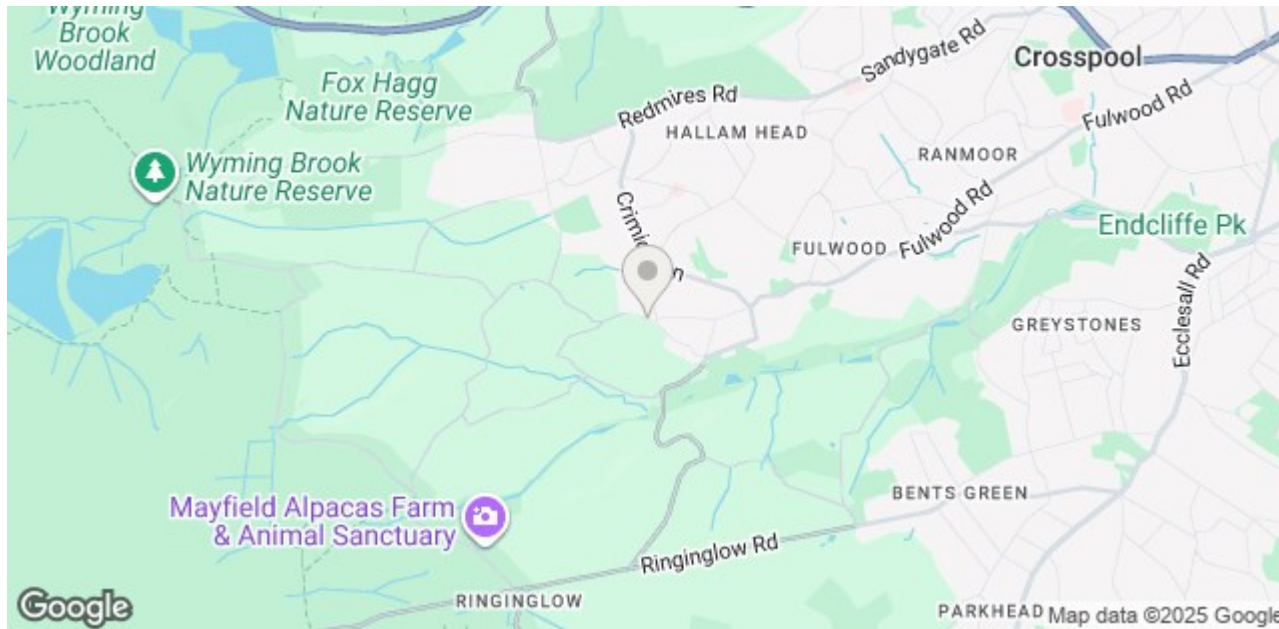 Wyming
Brook
Woodland
Fox Hagg
Nature Reserve
Redmires Rd
Sandygate Rd
Crosspool
HALLAM HEAD
Fulwood Rd
RANMOOR
Wyming Brook
Nature Reserve
Fulwood Rd
FULWOOD
Endcliffe Pk
GREYSTONES
Ecclesall Rd
BENTS GREEN
Mayfield Alpacas Farm
& Animal Sanctuary
Ringinglow Rd
RINGINGLOW
PARKHEAD
Google
Map data ©2025 Google